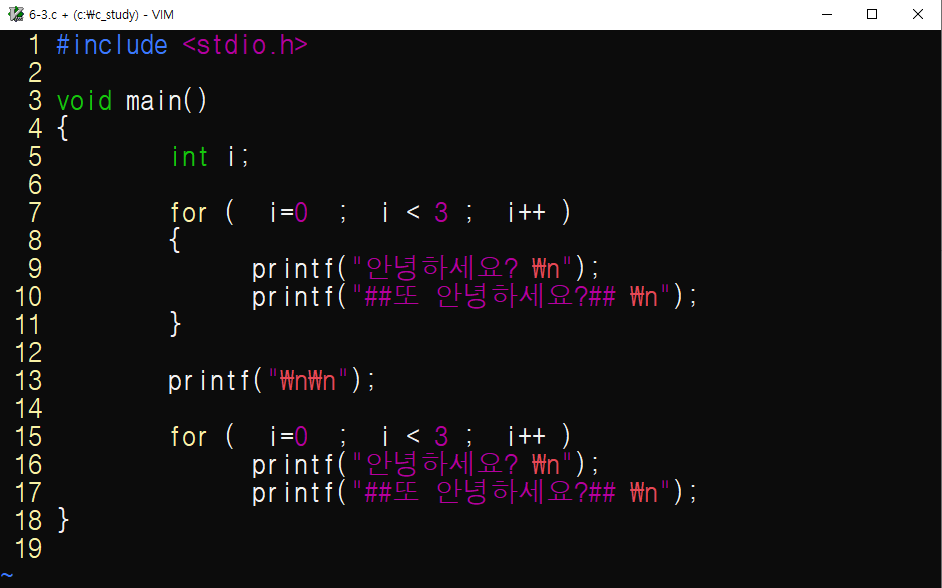 6-3.c + (c:₩c_study) - VIM
1 #include <stdio.h>
2
3 void main()
4 {
5 int i;
6
7 for ( i=0 ; i < 3 ; i++ )
8 {
9 printf("안녕하세요? ₩n");
10 printf("##또 안녕하세요?## ₩n");
11 }
12
13 printf("₩n₩n");
14
15 for ( i=0 ; i < 3 ; i++ )
16 printf("안녕하세요? ₩n");
17 printf("##또 안녕하세요?## ₩n");
18 }
19
~